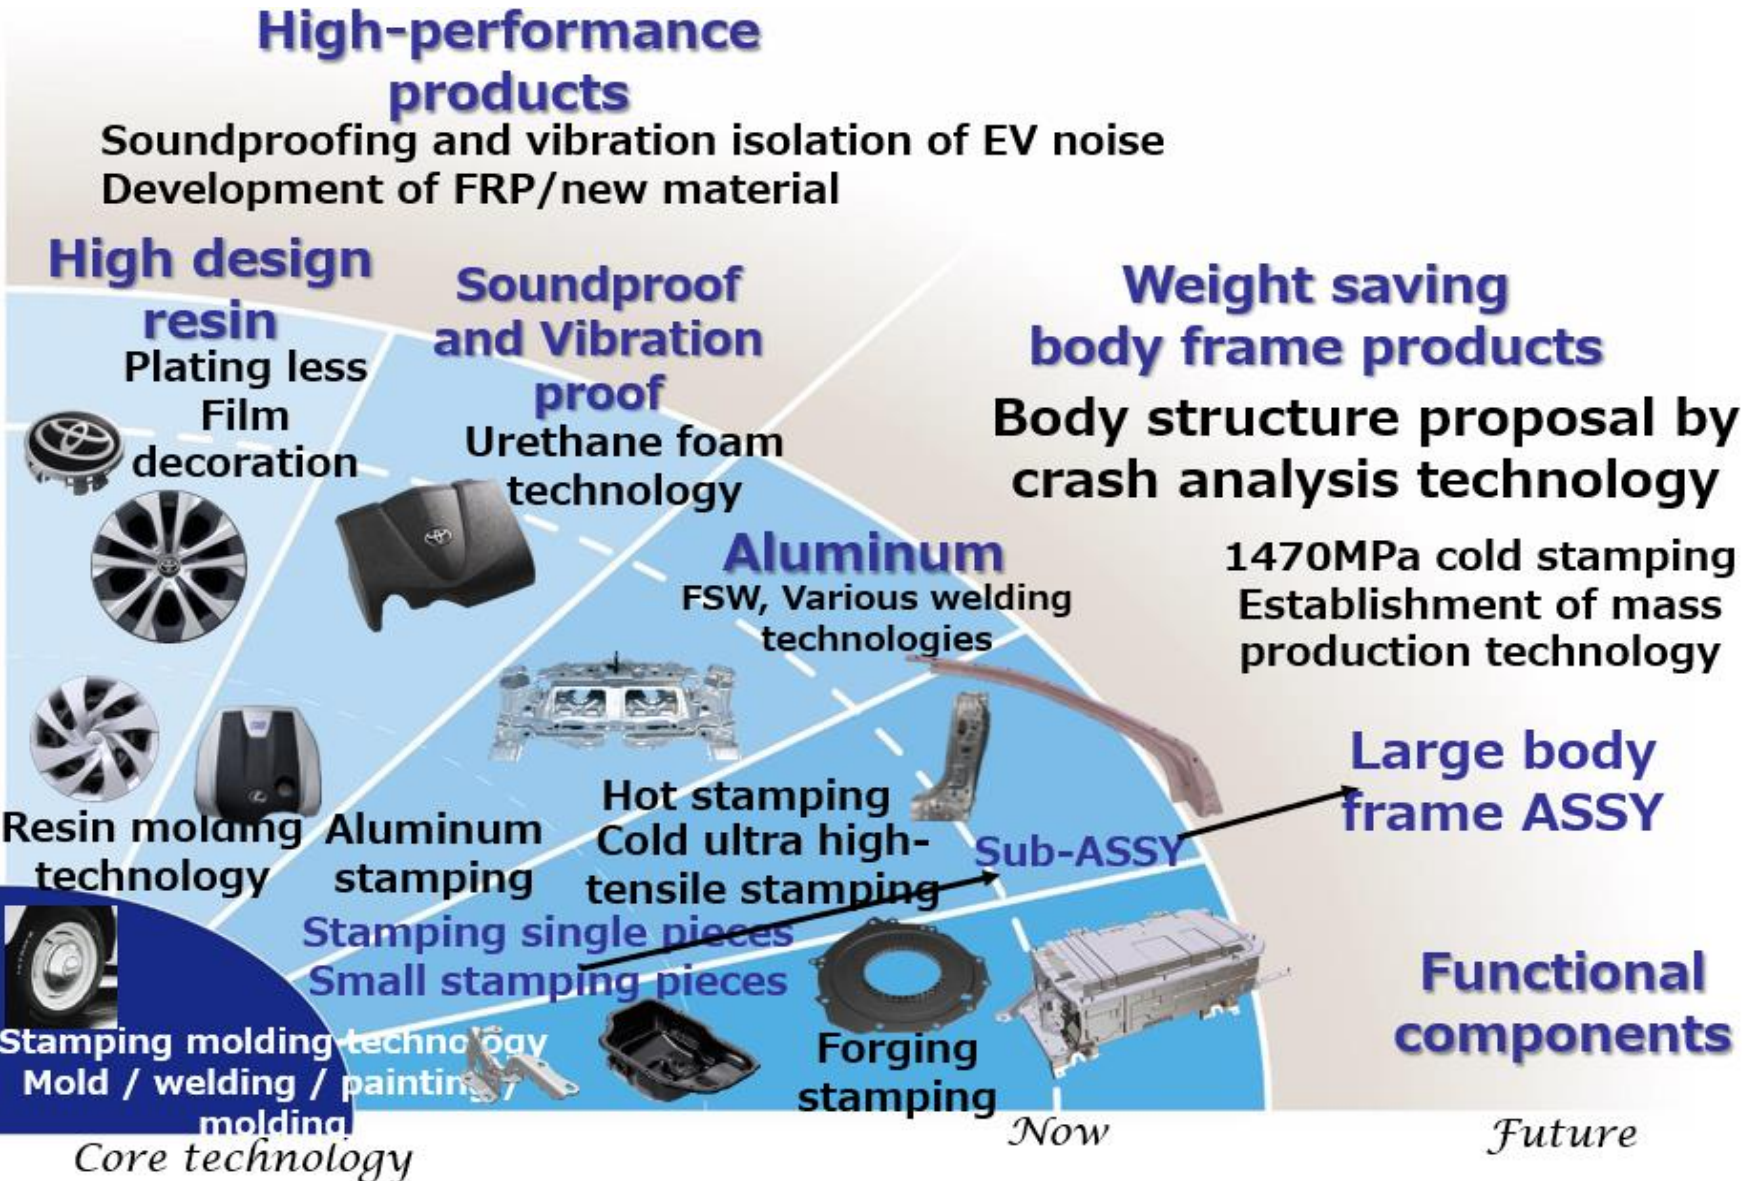 High-performance
products
Soundproofing and vibration isolation of EV noise
Development of FRP/new material
High design
resin
Plating less
Film
decoration
Soundproof
and Vibration
proof
Urethane foam
technology
Weight saving
body frame products
Body structure proposal by
crash analysis technology
1470MPa cold stamping
Establishment of mass
production technology
Aluminum
FSW, Various welding
technologies
Large body
frame ASSY
Resin molding
technology
Aluminum
stamping
Hot stamping
Cold ultra high-
tensile stamping
Sub-ASSY
Stamping single pieces
Small stamping pieces
Functional
components
Stamping molding technology
Mold / welding / painting /
molding
Forging
stamping
Core technology
Now
Future